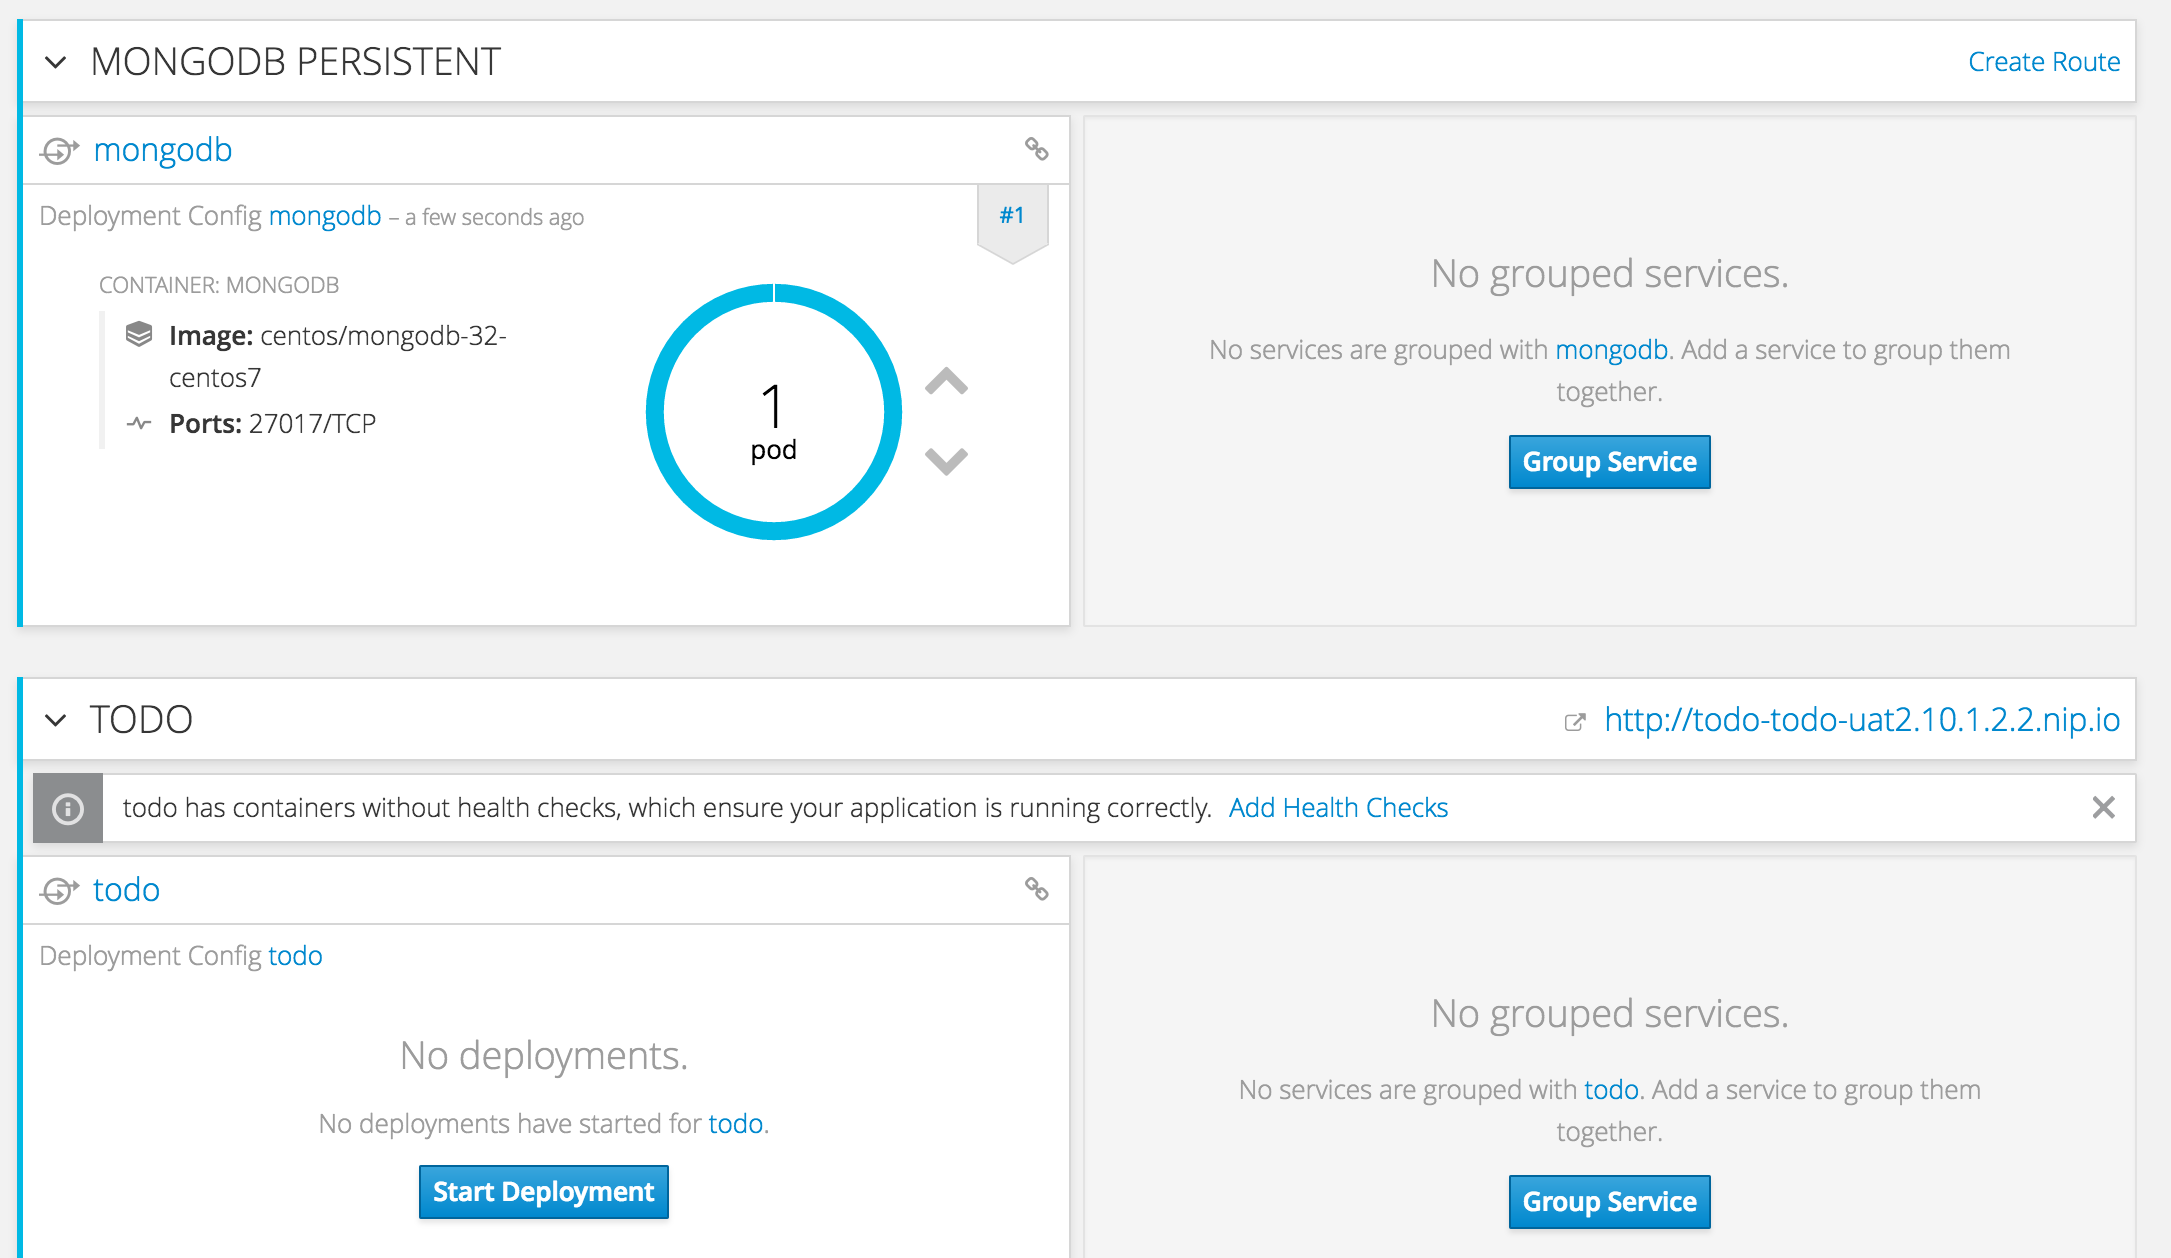 MONGODB PERSISTENT
Create Route
mongodb
Deployment Config mongodb – a few seconds ago
#1
CONTAINER: MONGODB
Image: centos/mongodb-32-
centos7
Ports: 27017/TCP
1
pod
No grouped services.
No services are grouped with mongodb. Add a service to group them
together.
Group Service
TODO
http://todo-todo-uat2.10.1.2.2.nip.io
todo has containers without health checks, which ensure your application is running correctly. Add Health Checks
todo
Deployment Config todo
No deployments.
No deployments have started for todo.
Start Deployment
No grouped services.
No services are grouped with todo. Add a service to group them
together.
Group Service